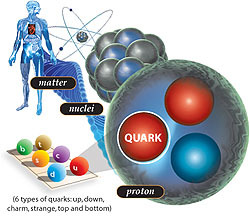 matter
nuclei
QUARK
b t c
s d u
proton
(6 types of quarks: up, down,
charm, strange, top and bottom)